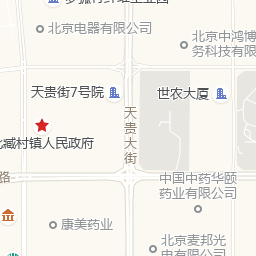 北京电器有限公司
北京中鸿博
务科技有限
天贵街7号院
世农大厦
天贵大街
北臧村镇人民政府
路
中国中药华颐
药业有限公司
康美药业
北京麦邦光
电有限公司